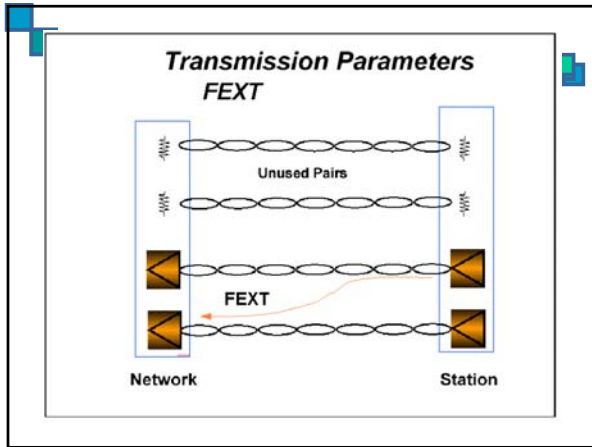 Transmission Parameters
FEXT
Unused Pairs
FEXT
Network
Station